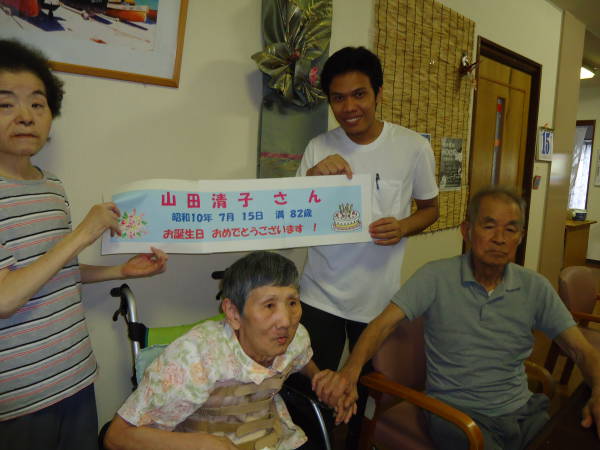 山田 清子 さん
昭和10年 7月 15日 満 82歳
お誕生日 おめでとうございます !
15